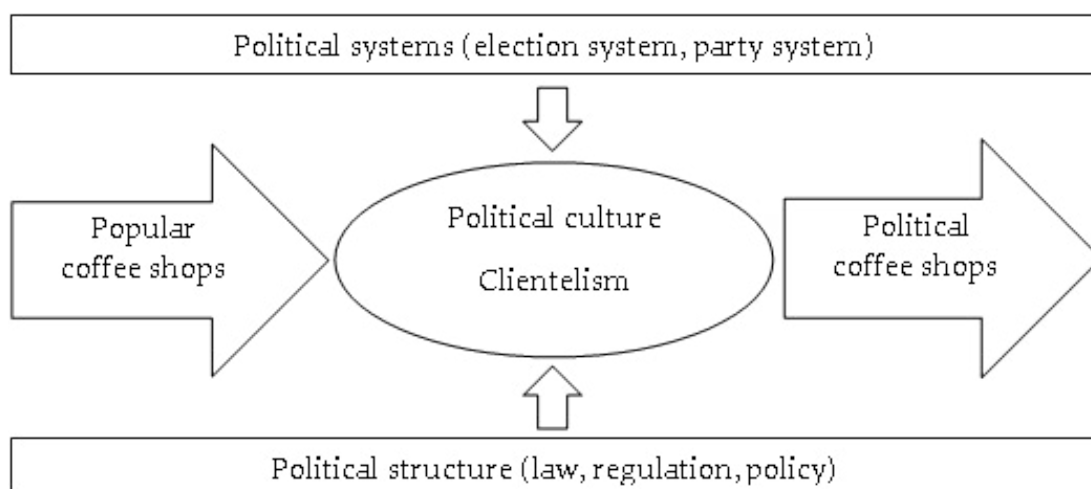 Political systems (election system, party system)
Popular
coffee shops
Political culture
Clientelism
Political
coffee shops
Political structure (law, regulation, policy)